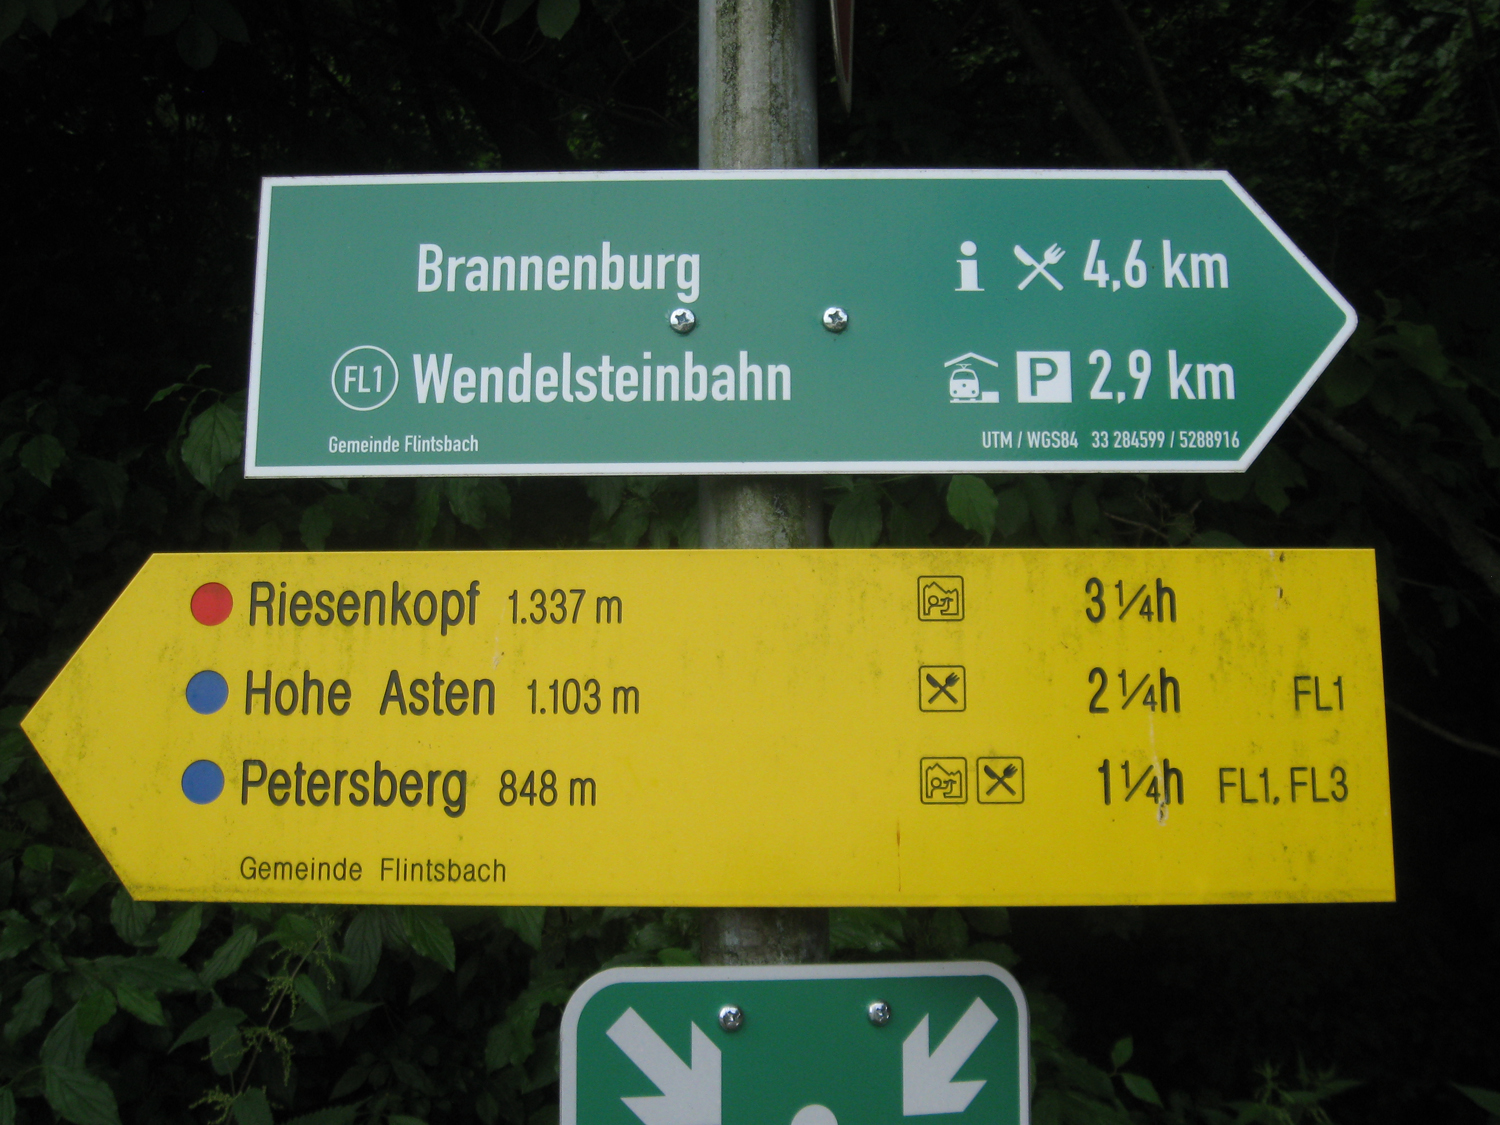 Brannenburg i 4,6 km
FL1 Wendelsteinbahn P 2,9 km
Gemeinde Flintsbach UTM / WGS84 33 284599 / 5288916
Riesenkopf 1.337 m 3 ¼h
Hohe Asten 1.103 m 2 ¼h FL1
Petersberg 848 m 1 ¼h FL1, FL3
Gemeinde Flintsbach